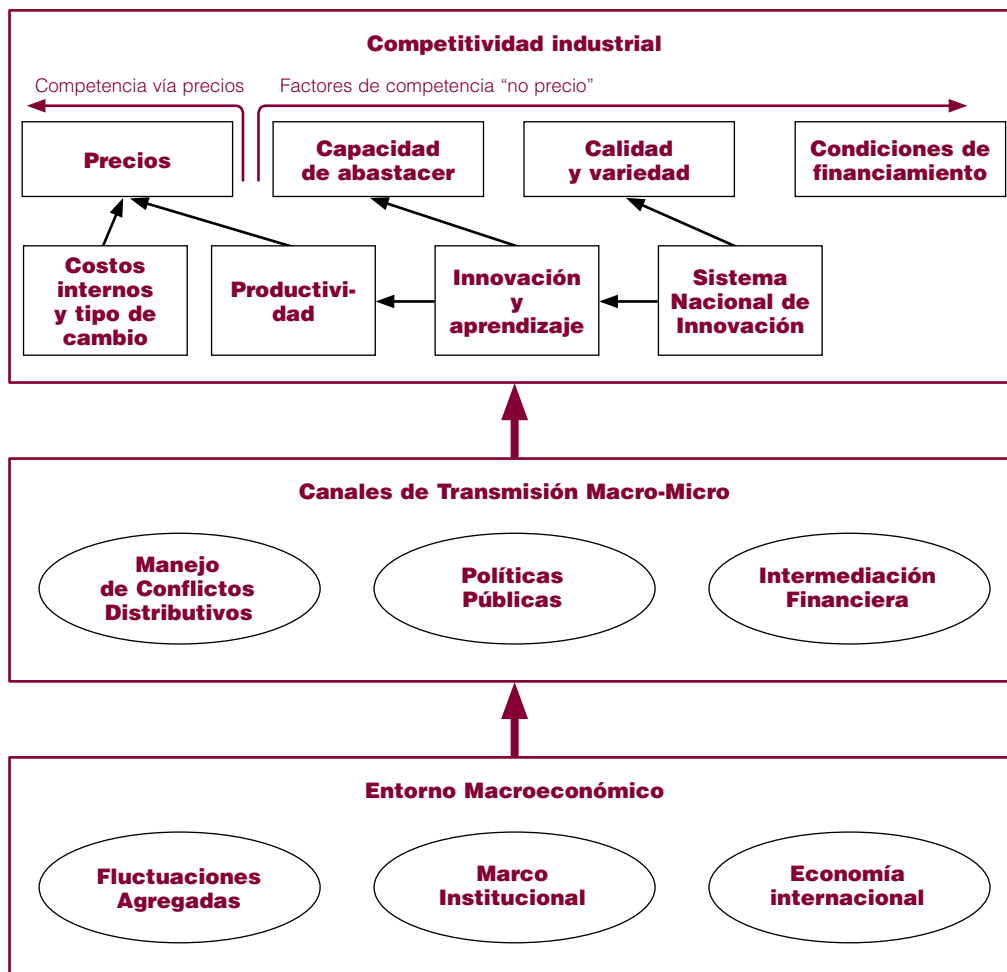 Competitividad industrial
Competencia vía precios
Factores de competencia “no precio”
Precios
Capacidad
de abastacer
Calidad
y variedad
Condiciones de
financiamiento
Costos
internos
y tipo de
cambio
Productivi-
dad
Innovación
y
aprendizaje
Sistema
Nacional de
Innovación
Canales de Transmisión Macro-Micro
Manejo
de Conflictos
Distributivos
Políticas
Públicas
Intermediación
Financiera
Entorno Macroeconómico
Fluctuaciones
Agregadas
Marco
Institucional
Economía
internacional